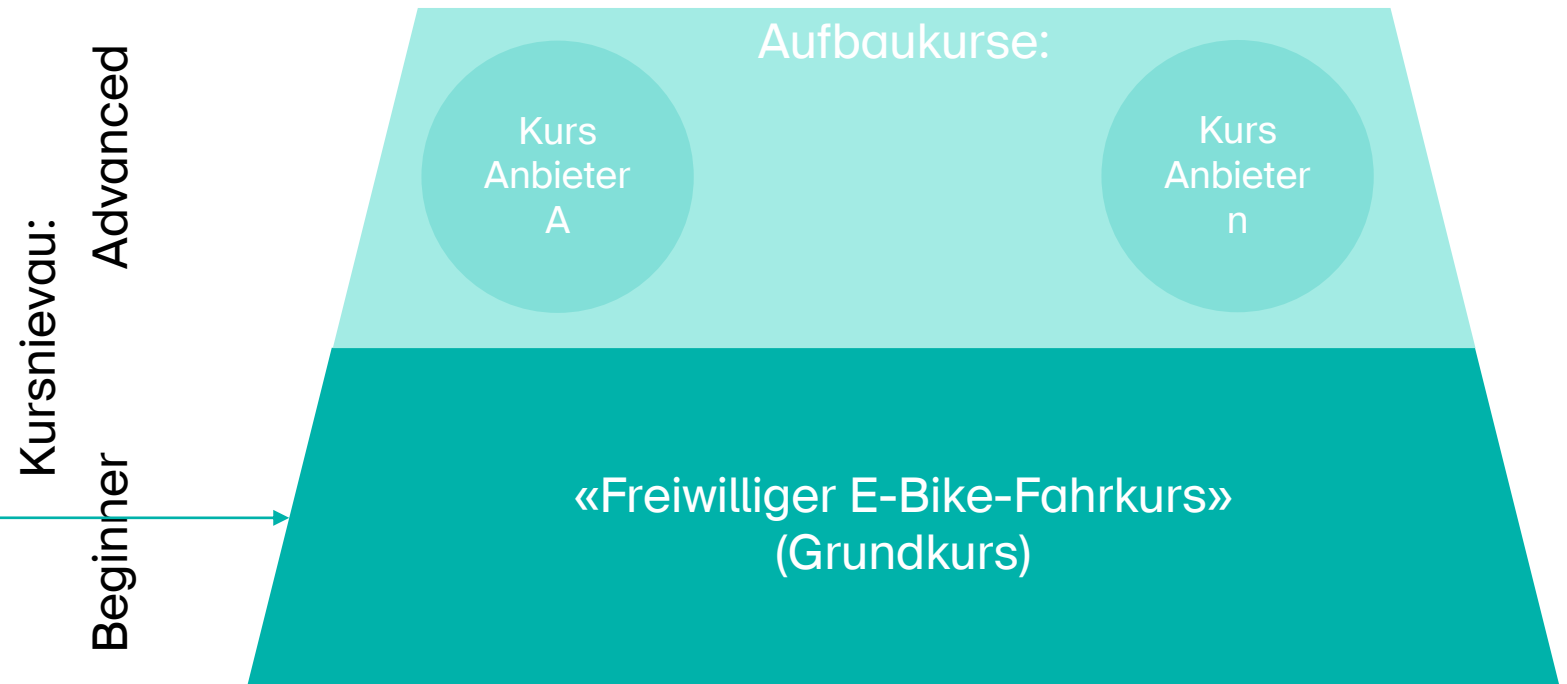 Kursnievau:
Advanced
Beginner
Aufbaukurse:
Kurs
Anbieter
A
Kurs
Anbieter
n
«Freiwilliger E-Bike-Fahrkurs»
(Grundkurs)